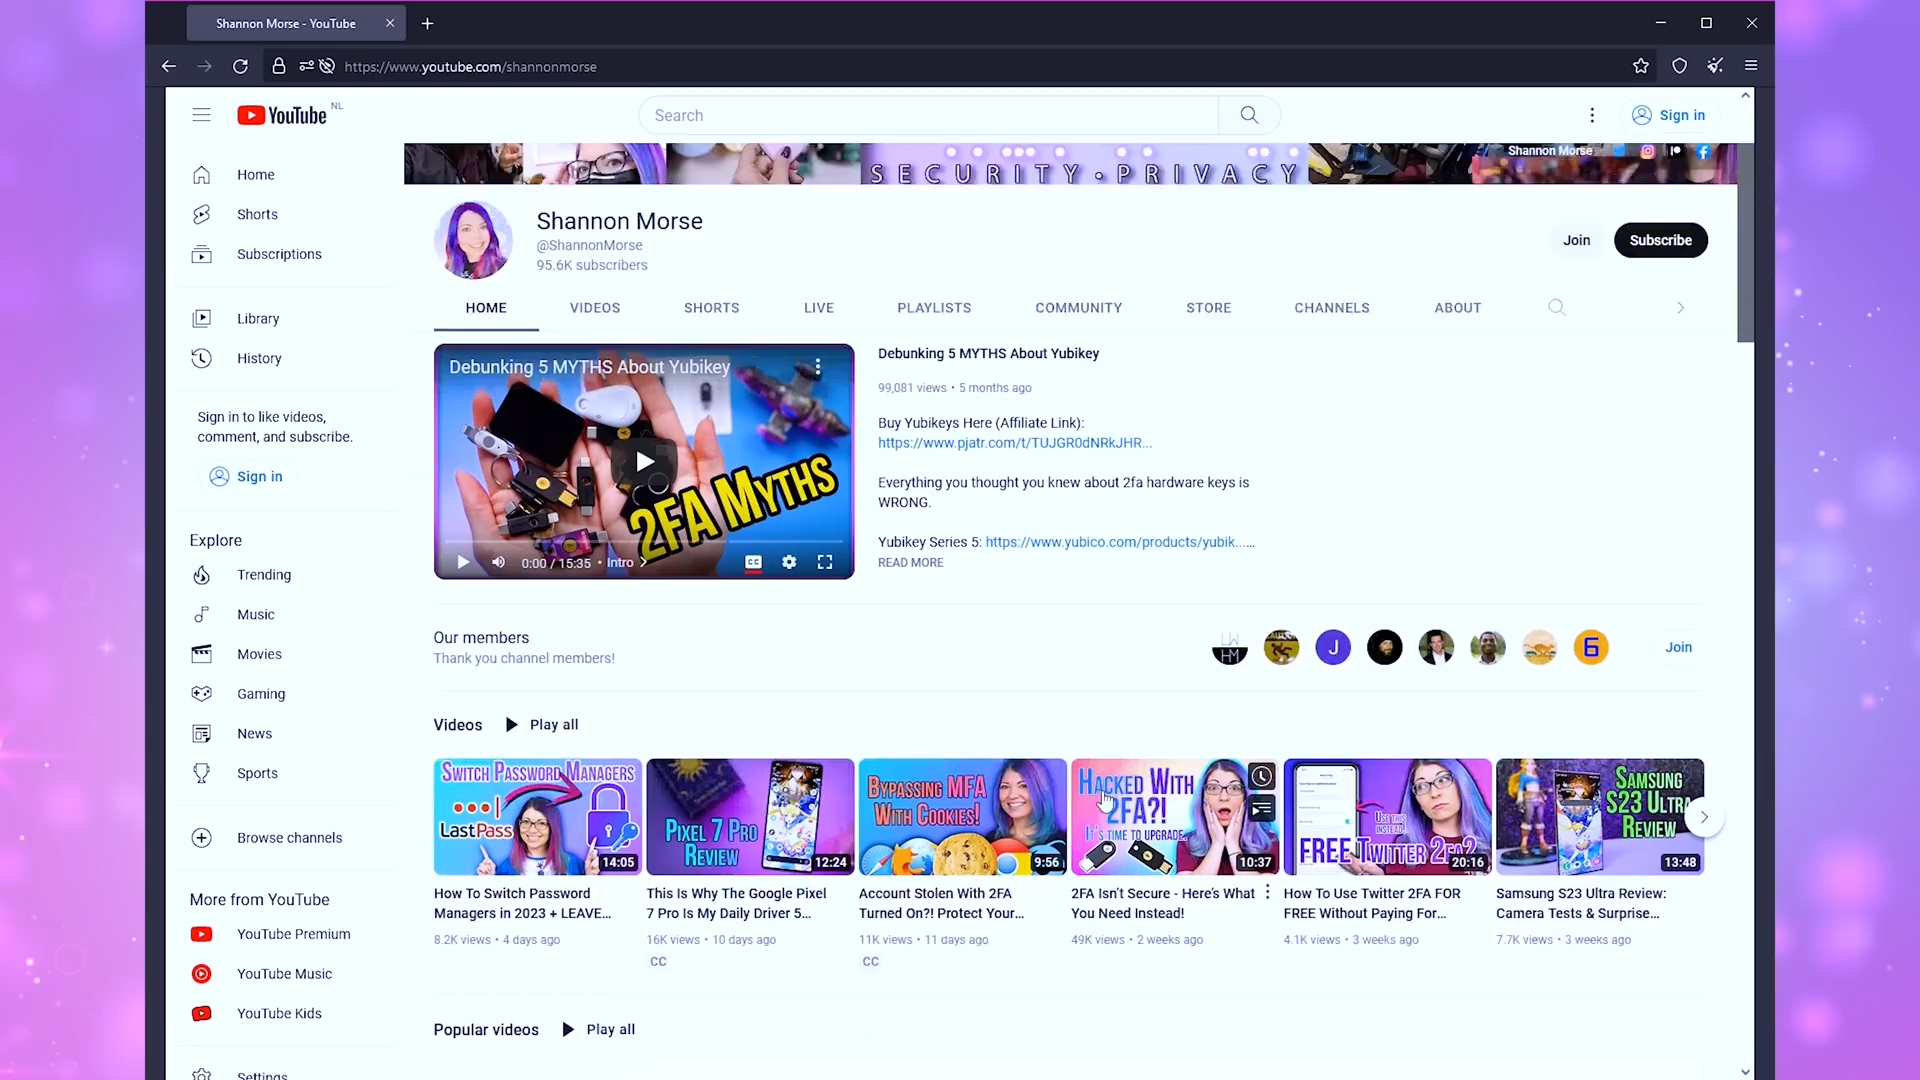 Shannon Morse - YouTube
https://www.youtube.com/shannonmorse
YouTube NL
Search
Sign in
Home
Shorts
Subscriptions
Library
History
Sign in to like videos,
comment, and subscribe.
Sign in
Explore
Trending
Music
Movies
Gaming
News
Sports
Browse channels
More from YouTube
YouTube Premium
YouTube Music
YouTube Kids
Settings
SECURITY • PRIVACY
Shannon Morse
Shannon Morse
@ShannonMorse
95.6K subscribers
Join
Subscribe
HOME
VIDEOS
SHORTS
LIVE
PLAYLISTS
COMMUNITY
STORE
CHANNELS
ABOUT
Debunking 5 MYTHS About Yubikey
2FA MYTHS
0:00 / 15:35 • Intro
CC
Debunking 5 MYTHS About Yubikey
99,081 views • 5 months ago
Buy Yubikeys Here (Affiliate Link):
https://www.pjatr.com/t/TUJGR0dNRkJHR...
Everything you thought you knew about 2fa hardware keys is
WRONG.
Yubikey Series 5: https://www.yubico.com/products/yubik......
READ MORE
Our members
Thank you channel members!
HM
J
6
Join
Videos
Play all
SWITCH PASSWORD MANAGERS
LastPass
14:05
How To Switch Password
Managers in 2023 + LEAVE...
8.2K views • 4 days ago
PIXEL 7 PRO
REVIEW
12:24
This Is Why The Google Pixel
7 Pro Is My Daily Driver 5...
16K views • 10 days ago
CC
BYPASSING MFA
WITH COOKIES!
9:56
Account Stolen With 2FA
Turned On?! Protect Your...
11K views • 11 days ago
CC
HACKED WITH
2FA?!
IT'S TIME TO UPGRADE
10:37
2FA Isn't Secure - Here's What
You Need Instead!
49K views • 2 weeks ago
USE THIS
INSTEAD!
FREE TWITTER 2FA?
20:16
How To Use Twitter 2FA FOR
FREE Without Paying For...
4.1K views • 3 weeks ago
SAMSUNG
S23 ULTRA
REVIEW
13:48
Samsung S23 Ultra Review:
Camera Tests & Surprise...
7.7K views • 3 weeks ago
Popular videos
Play all